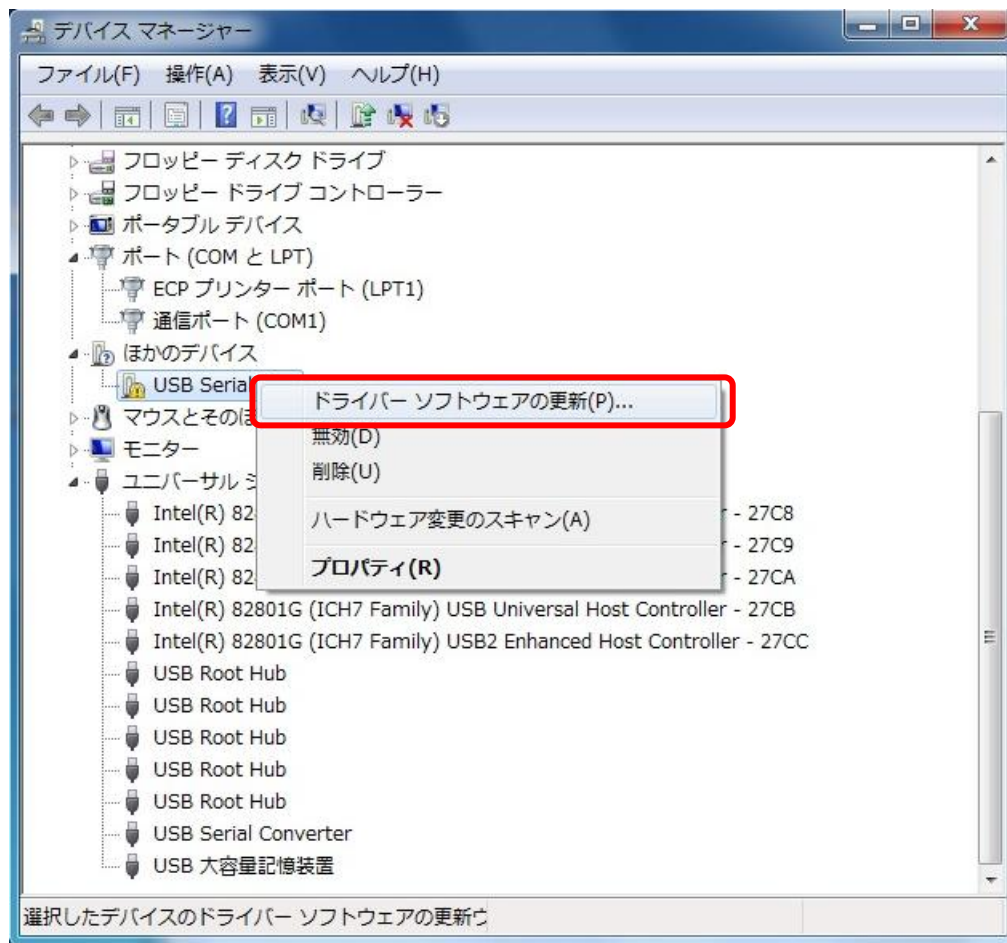 デバイス マネージャー
ファイル(F) 操作(A) 表示(V) ヘルプ(H)
フロッピー ディスク ドライブ
フロッピー ドライブ コントローラー
ポータブル デバイス
ポート (COM と LPT)
ECP プリンター ポート (LPT1)
通信ポート (COM1)
ほかのデバイス
USB Serial
ドライバー ソフトウェアの更新(P)...
マウスとそのほ
無効(D)
モニター
削除(U)
ユニバーサル シ
Intel(R) 82 - 27C8
ハードウェア変更のスキャン(A)
Intel(R) 82 - 27C9
プロパティ(R)
Intel(R) 82 - 27CA
Intel(R) 82801G (ICH7 Family) USB Universal Host Controller - 27CB
Intel(R) 82801G (ICH7 Family) USB2 Enhanced Host Controller - 27CC
USB Root Hub
USB Root Hub
USB Root Hub
USB Root Hub
USB Root Hub
USB Serial Converter
USB 大容量記憶装置
選択したデバイスのドライバー ソフトウェアの更新ウ